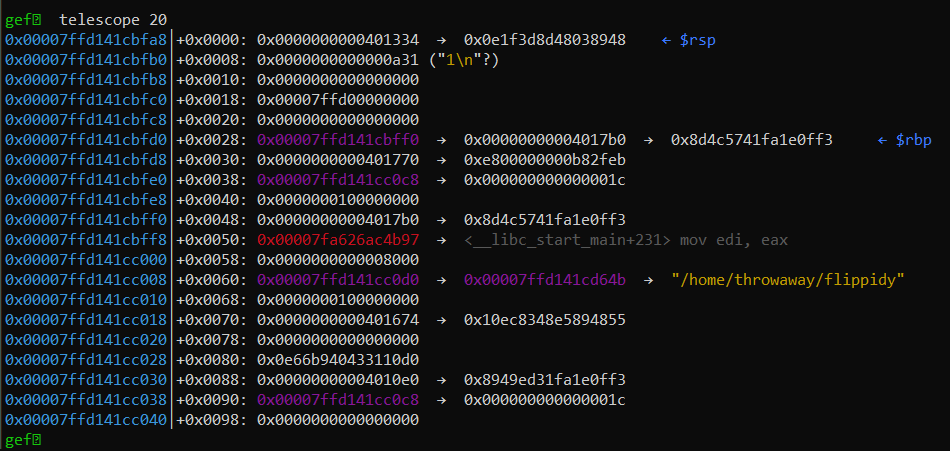 gef➤  telescope 20
0x00007ffd141cbfa8│+0x0000: 0x0000000000401334  →  0x0e1f3d8d48038948    ← $rsp
0x00007ffd141cbfb0│+0x0008: 0x0000000000000a31 ("1\n"?)
0x00007ffd141cbfb8│+0x0010: 0x0000000000000000
0x00007ffd141cbfc0│+0x0018: 0x00007ffd00000000
0x00007ffd141cbfc8│+0x0020: 0x0000000000000000
0x00007ffd141cbfd0│+0x0028: 0x00007ffd141cbff0  →  0x00000000004017b0  →  0x8d4c5741fa1e0ff3    ← $rbp
0x00007ffd141cbfd8│+0x0030: 0x0000000000401770  →  0xe800000000b82feb
0x00007ffd141cbfe0│+0x0038: 0x00007ffd141cc0c8  →  0x000000000000001c
0x00007ffd141cbfe8│+0x0040: 0x0000000100000000
0x00007ffd141cbff0│+0x0048: 0x00000000004017b0  →  0x8d4c5741fa1e0ff3
0x00007ffd141cbff8│+0x0050: 0x00007fa626ac4b97  →  <__libc_start_main+231> mov edi, eax
0x00007ffd141cc000│+0x0058: 0x0000000000008000
0x00007ffd141cc008│+0x0060: 0x00007ffd141cc0d0  →  0x00007ffd141cd64b  →  "/home/throwaway/flippidy"
0x00007ffd141cc010│+0x0068: 0x0000000100000000
0x00007ffd141cc018│+0x0070: 0x0000000000401674  →  0x10ec8348e5894855
0x00007ffd141cc020│+0x0078: 0x0000000000000000
0x00007ffd141cc028│+0x0080: 0x0e66b940433110d0
0x00007ffd141cc030│+0x0088: 0x00000000004010e0  →  0x8949ed31fa1e0ff3
0x00007ffd141cc038│+0x0090: 0x00007ffd141cc0c8  →  0x000000000000001c
0x00007ffd141cc040│+0x0098: 0x0000000000000000
gef➤